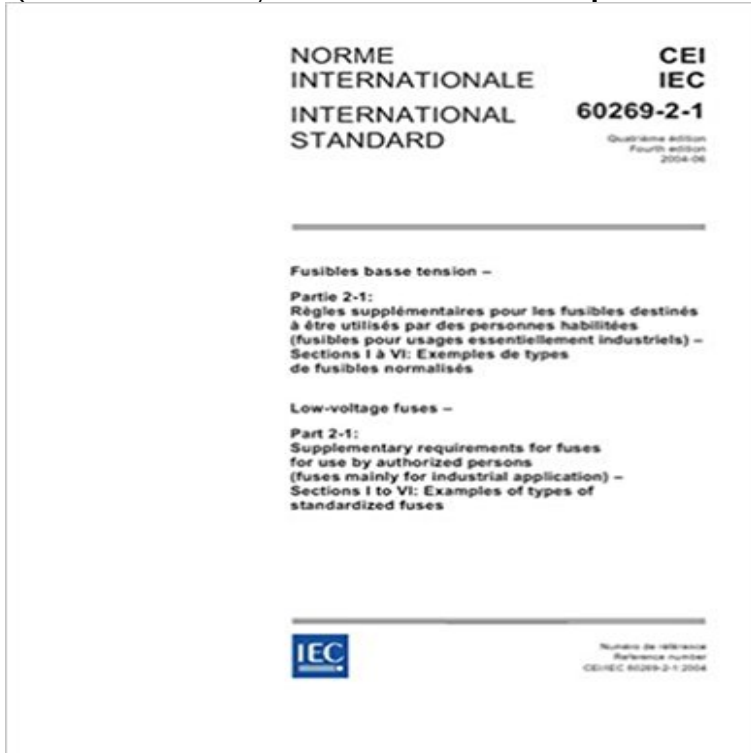 NORME
INTERNATIONALE
CEI
IEC
INTERNATIONAL
STANDARD
60269-2-1
Quatrième édition
Fourth edition
2004-06
Fusibles basse tension –
Partie 2-1:
Règles supplémentaires pour les fusibles destinés
à être utilisés par des personnes habilitées
(fusibles pour usages essentiellement industriels) –
Sections I à VI: Exemples de types
de fusibles normalisés
Low-voltage fuses –
Part 2-1:
Supplementary requirements for fuses
for use by authorized persons
(fuses mainly for industrial application) –
Sections I to VI: Examples of types of
standardized fuses
IEC
Numéro de référence
Reference number
CEI/IEC 60269-2-1:2004